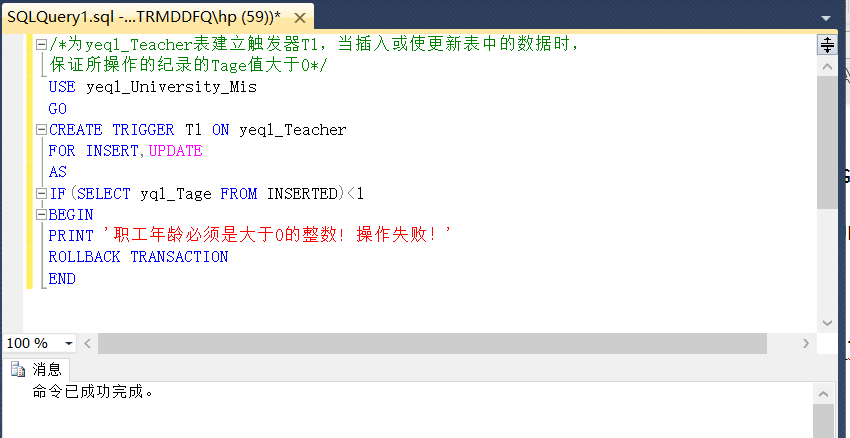 SQLQuery1.sql -...TRMDDFQ\hp (59))*
/*为yeql_Teacher表建立触发器T1，当插入或使更新表中的数据时，
保证所操作的纪录的Tage值大于0*/
USE yeql_University_Mis
GO
CREATE TRIGGER T1 ON yeql_Teacher
FOR INSERT,UPDATE
AS
IF(SELECT yql_Tage FROM INSERTED)<1
BEGIN
PRINT '职工年龄必须是大于0的整数！操作失败！'
ROLLBACK TRANSACTION
END
100 %
消息
命令已成功完成。